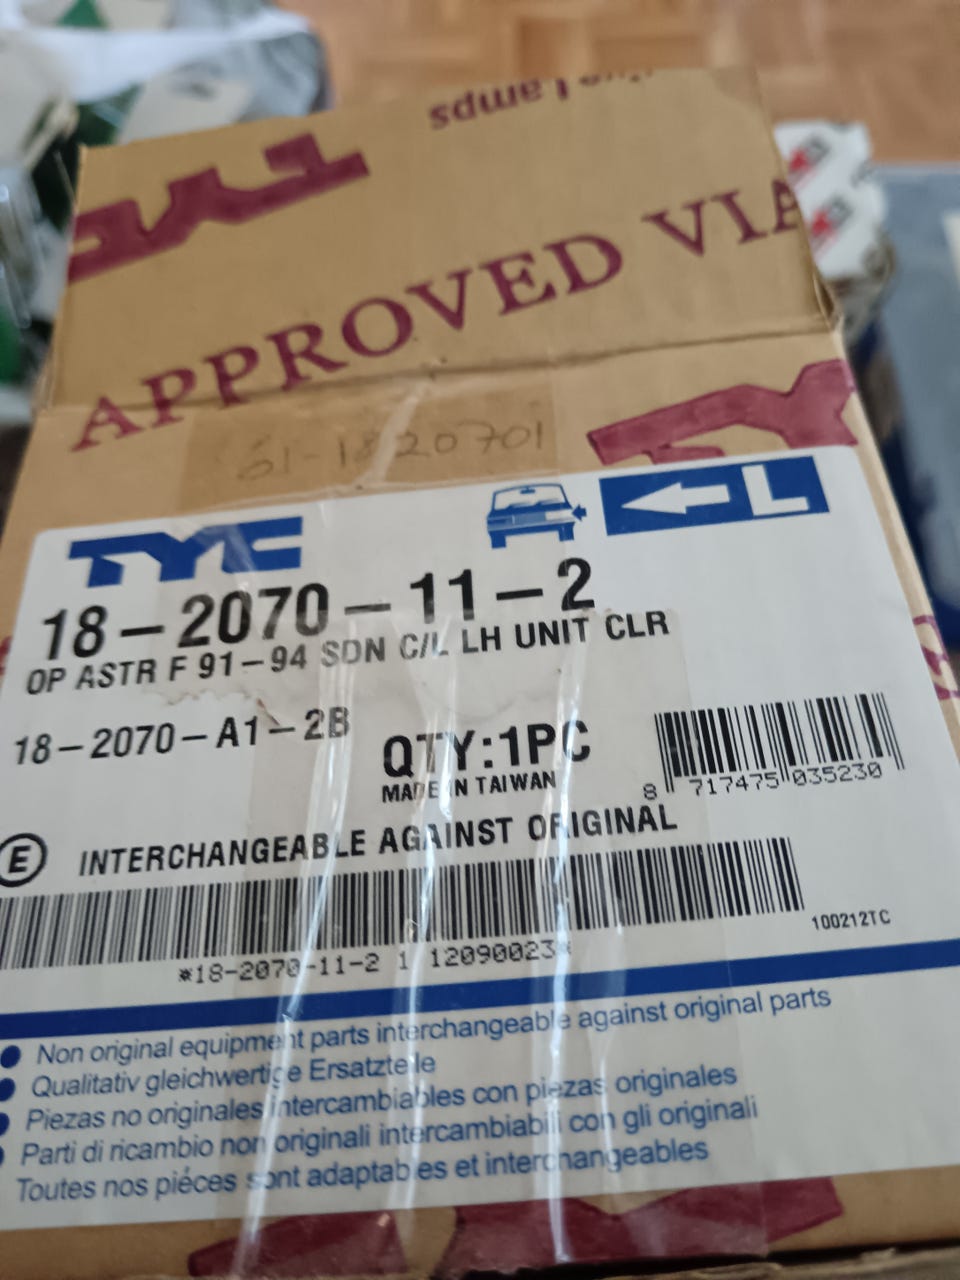 Lamps
APPROVED VIA
61-1820701
TYC
L
18-2070-11-2
OP ASTR F 91-94 SDN C/L LH UNIT CLR
18-2070-A1-2B
QTY:1PC
MADE IN TAIWAN
8 717475 035230
E
INTERCHANGEABLE AGAINST ORIGINAL
100212TC
*18-2070-11-2 1 12090023*
Non original equipment parts interchangeable against original parts
Qualitativ gleichwertige Ersatzteile
Piezas no originales intercambiables con piezas originales
Parti di ricambio non originali intercambiabili con gli originali
Toutes nos piéces sont adaptables et interchangeables